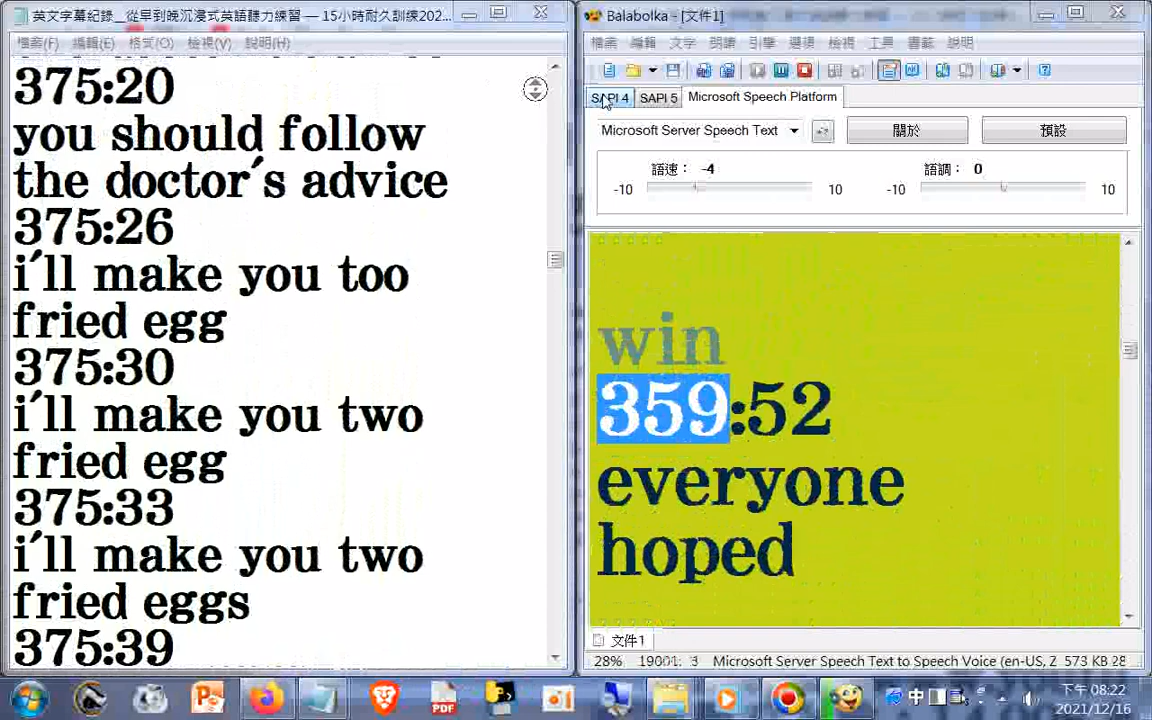 英文字幕紀錄__從早到晚沉浸式英語聽力練習 — 15小時耐久訓練202...
檔案(F) 編輯(E) 格式(O) 檢視(V) 說明(H)
375:20
you should follow
the doctor´s advice
375:26
i´ll make you too
fried egg
375:30
i´ll make you two
fried egg
375:33
i´ll make you two
fried eggs
375:39
Balabolka - [文件1]
檔案 編輯 文字 朗讀 引擎 選項 檢視 工具 書籤 說明
SAPI 4 SAPI 5 Microsoft Speech Platform
Microsoft Server Speech Text 關於 預設
語速： -4 語調： 0
-10 10 -10 10
win
359:52
everyone
hoped
文件1
28% Microsoft Server Speech Text to Speech Voice (en-US, Z 573 KB 28
PDF 中 下午 08:22
2021/12/16